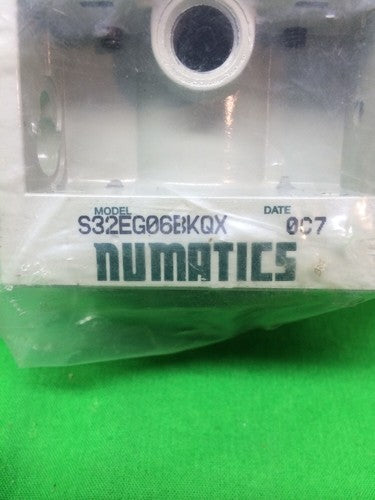 MODEL DATE
S32EG06BKQX 0C7
NUMATICS